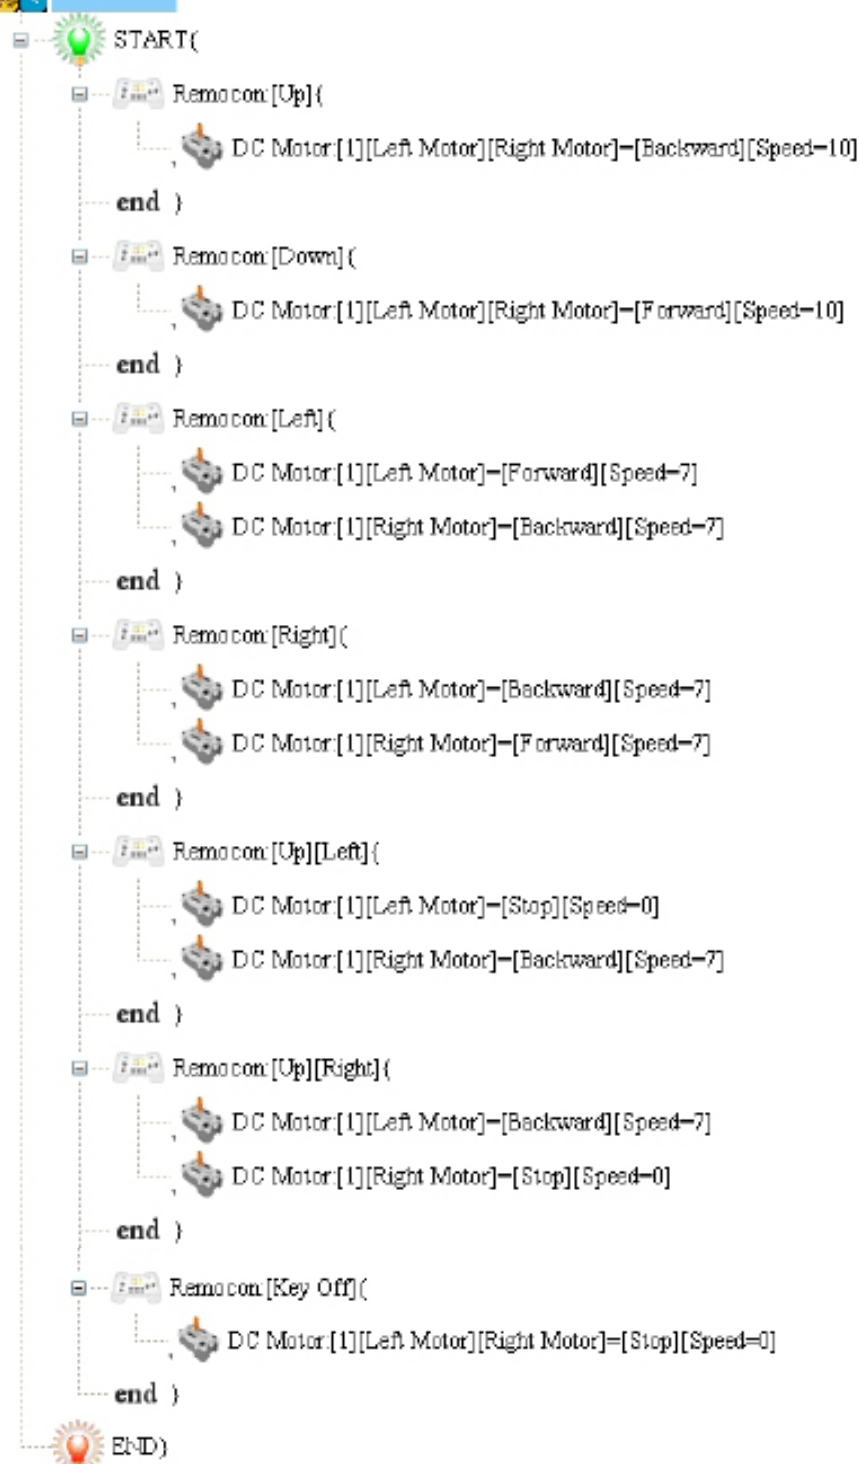 START{
Remocon:[Up]{
DC Motor:[1][Left Motor][Right Motor]=[Backward][Speed=10]
end }
Remocon:[Down]{
DC Motor:[1][Left Motor][Right Motor]=[Forward][Speed=10]
end }
Remocon:[Left]{
DC Motor:[1][Left Motor]=[Forward][Speed=7]
DC Motor:[1][Right Motor]=[Backward][Speed=7]
end }
Remocon:[Right]{
DC Motor:[1][Left Motor]=[Backward][Speed=7]
DC Motor:[1][Right Motor]=[Forward][Speed=7]
end }
Remocon:[Up][Left]{
DC Motor:[1][Left Motor]=[Stop][Speed=0]
DC Motor:[1][Right Motor]=[Backward][Speed=7]
end }
Remocon:[Up][Right]{
DC Motor:[1][Left Motor]=[Backward][Speed=7]
DC Motor:[1][Right Motor]=[Stop][Speed=0]
end }
Remocon:[Key Off]{
DC Motor:[1][Left Motor][Right Motor]=[Stop][Speed=0]
end }
END}